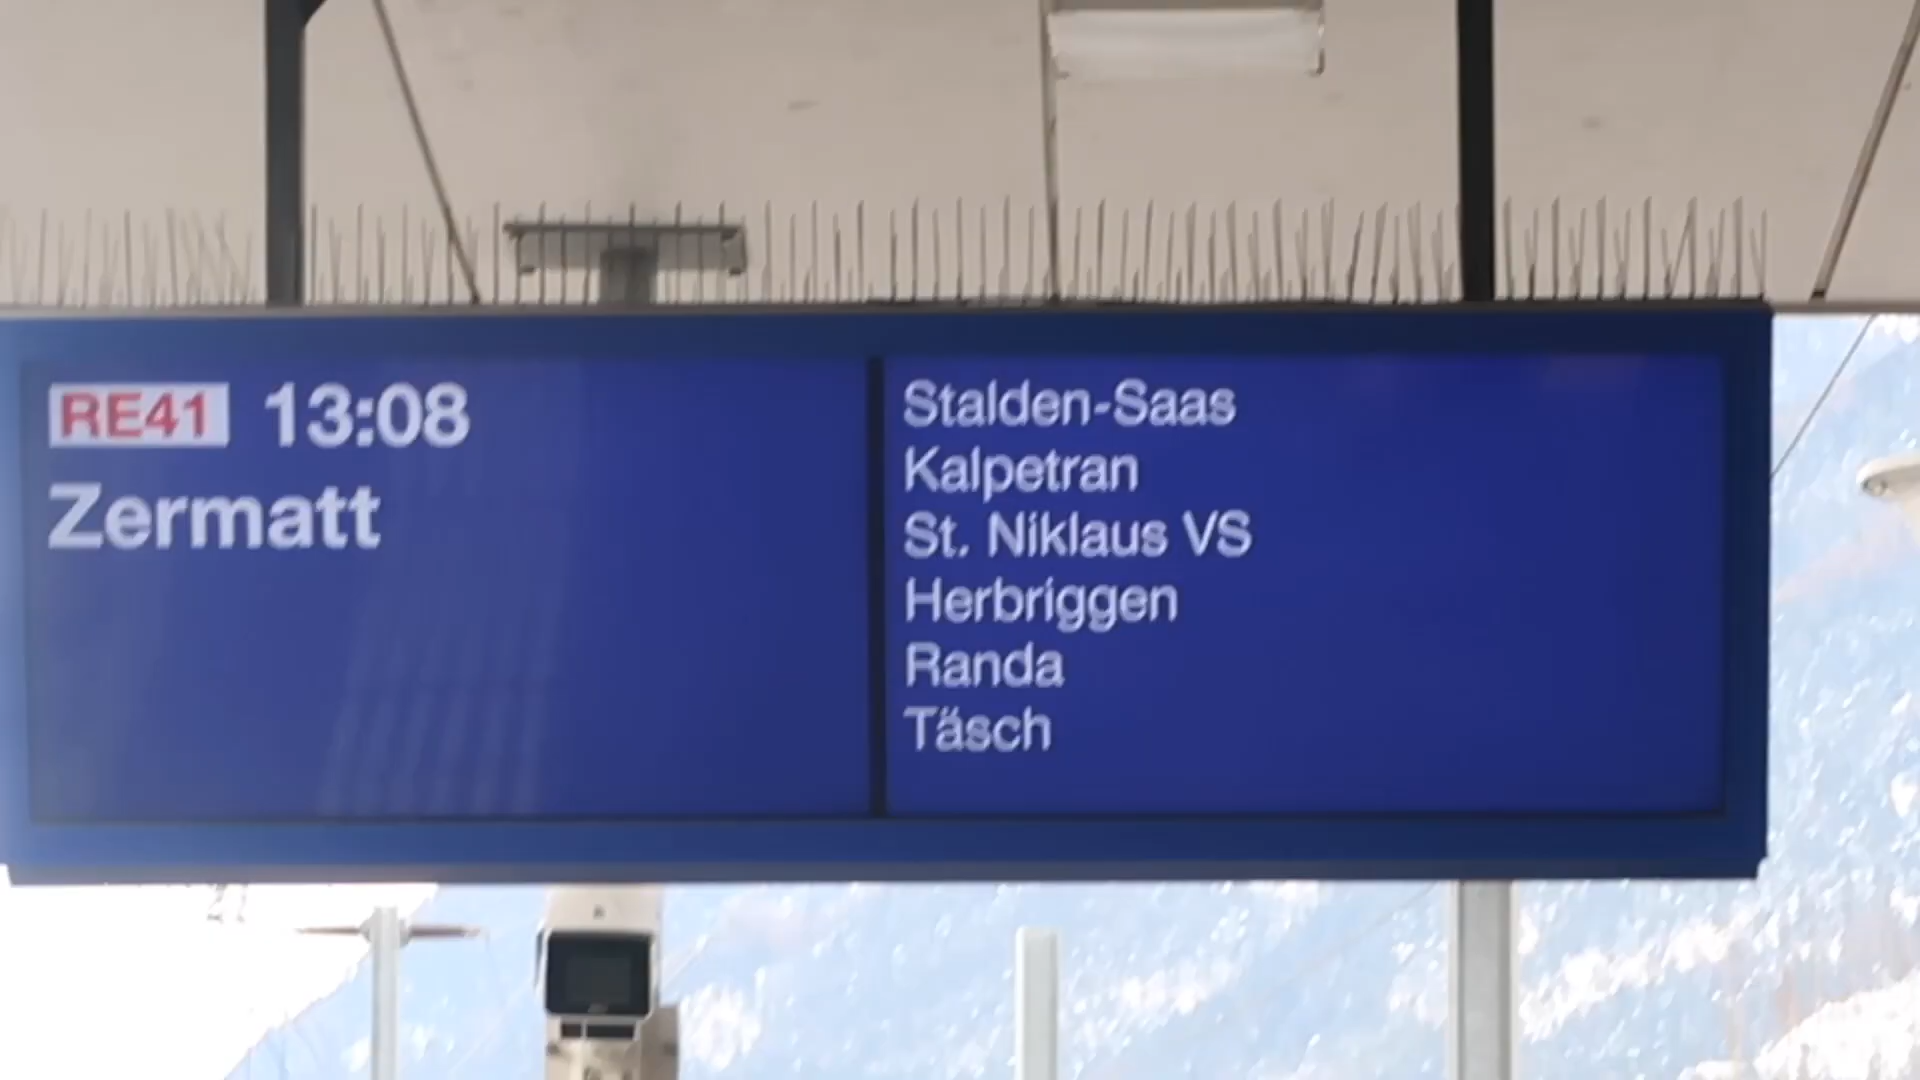 RE41 13:08
Zermatt
Stalden-Saas
Kalpetran
St. Niklaus VS
Herbriggen
Randa
Täsch